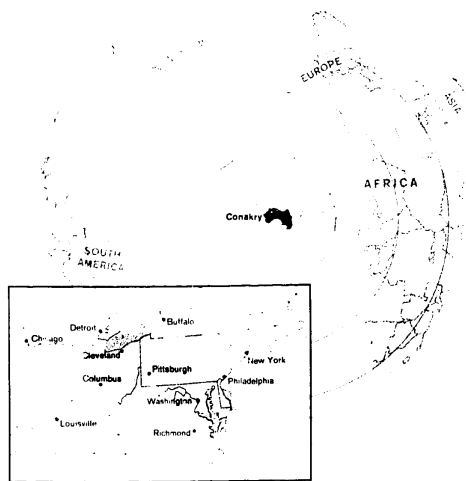 EUROPE
ASIA
AFRICA
Conakry
SOUTH
AMERICA
Detroit
Buffalo
Chicago
Cleveland
New York
Pittsburgh
Columbus
Philadelphia
Washington
Louisville
Richmond